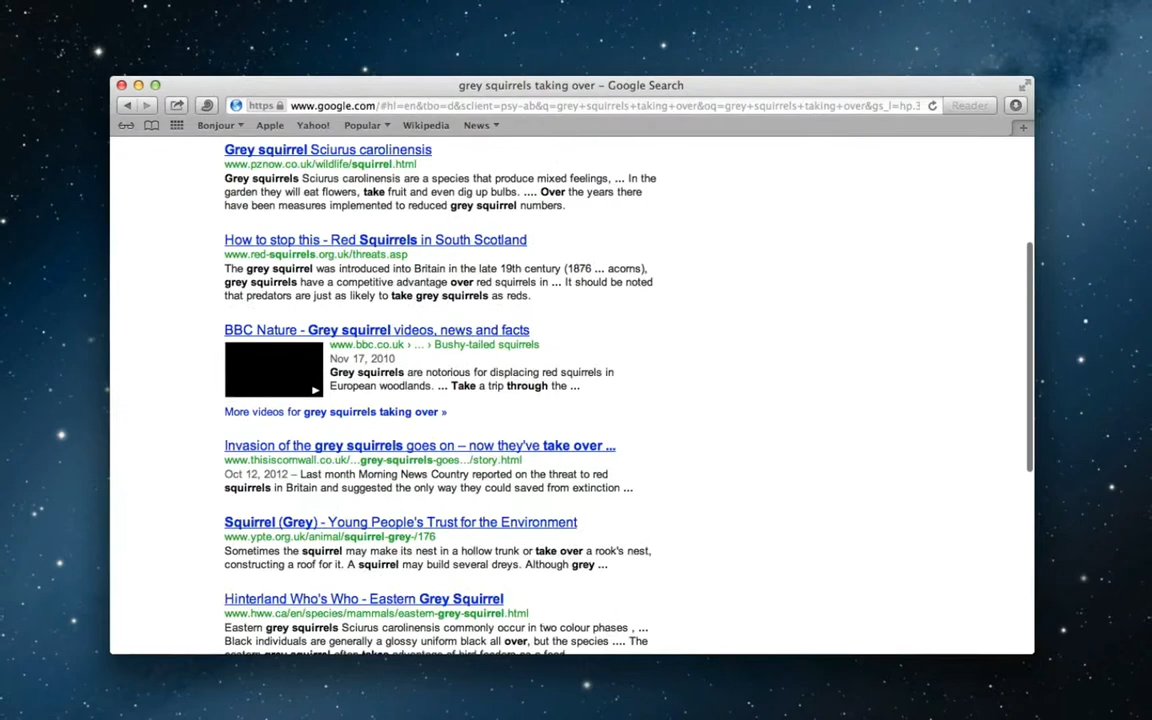 grey squirrels taking over – Google Search
https www.google.com/#hl=en&tbo=d&sclient=psy-ab&q=grey+squirrels+taking+over&oq=grey+squirrels+taking+over&gs_l=hp.3 Reader
Bonjour Apple Yahoo! Popular Wikipedia News
Grey squirrel Sciurus carolinensis
www.pznow.co.uk/wildlife/squirrel.html
Grey squirrels Sciurus carolinensis are a species that produce mixed feelings, ... In the
garden they will eat flowers, take fruit and even dig up bulbs. .... Over the years there
have been measures implemented to reduced grey squirrel numbers.
How to stop this - Red Squirrels in South Scotland
www.red-squirrels.org.uk/threats.asp
The grey squirrel was introduced into Britain in the late 19th century (1876 ... acorns),
grey squirrels have a competitive advantage over red squirrels in ... It should be noted
that predators are just as likely to take grey squirrels as reds.
BBC Nature - Grey squirrel videos, news and facts
www.bbc.co.uk › ... › Bushy-tailed squirrels
Nov 17, 2010
Grey squirrels are notorious for displacing red squirrels in
European woodlands. ... Take a trip through the ...
More videos for grey squirrels taking over »
Invasion of the grey squirrels goes on – now they've take over ...
www.thisiscornwall.co.uk/...grey-squirrels-goes.../story.html
Oct 12, 2012 – Last month Morning News Country reported on the threat to red
squirrels in Britain and suggested the only way they could saved from extinction ...
Squirrel (Grey) - Young People's Trust for the Environment
www.ypte.org.uk/animal/squirrel-grey-/176
Sometimes the squirrel may make its nest in a hollow trunk or take over a rook's nest,
constructing a roof for it. A squirrel may build several dreys. Although grey ...
Hinterland Who's Who - Eastern Grey Squirrel
www.hww.ca/en/species/mammals/eastern-grey-squirrel.html
Eastern grey squirrels Sciurus carolinensis commonly occur in two colour phases , ...
Black individuals are generally a glossy uniform black all over, but the species .... The
eastern grey squirrel often takes advantage of bird feeders as a food